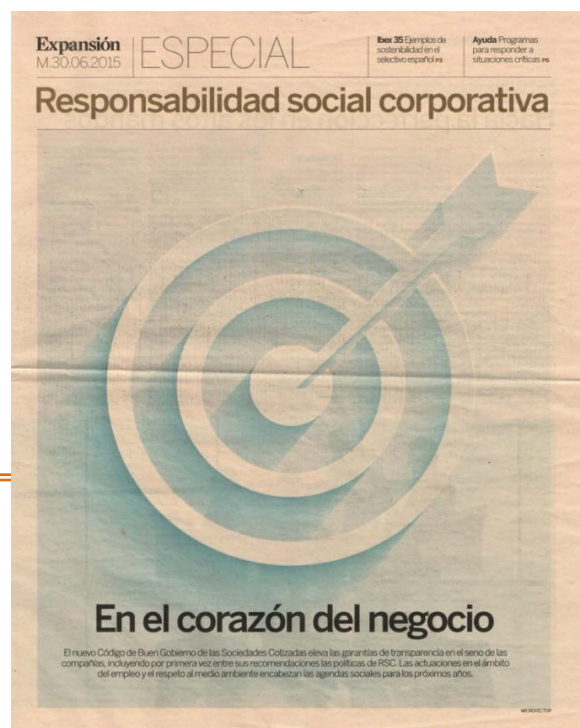 Expansión
M.30.06.2015
ESPECIAL
Ibex 35 Ejemplos de
sostenibilidad en el
selectivo español P3
Ayuda Programas
para responder a
situaciones críticas P6
Responsabilidad social corporativa
En el corazón del negocio
El nuevo Código de Buen Gobierno de las Sociedades Cotizadas eleva las garantías de transparencia en el seno de las
compañías, incluyendo por primera vez entre sus recomendaciones las políticas de RSC. Las actuaciones en el ámbito
del empleo y el respeto al medio ambiente encabezan las agendas sociales para los próximos años.
MICROVECTOR